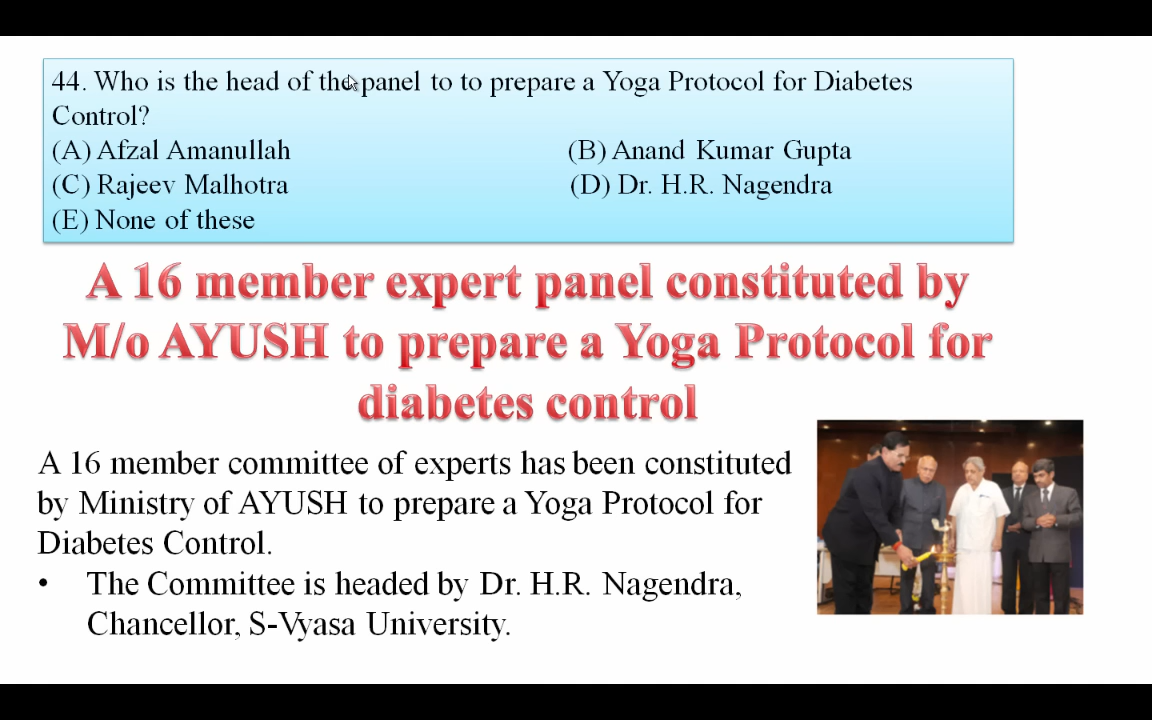 44. Who is the head of the panel to to prepare a Yoga Protocol for Diabetes
Control?
(A) Afzal Amanullah (B) Anand Kumar Gupta
(C) Rajeev Malhotra (D) Dr. H.R. Nagendra
(E) None of these
A 16 member expert panel constituted by
M/o AYUSH to prepare a Yoga Protocol for
diabetes control
A 16 member committee of experts has been constituted
by Ministry of AYUSH to prepare a Yoga Protocol for
Diabetes Control.
• The Committee is headed by Dr. H.R. Nagendra,
Chancellor, S-Vyasa University.